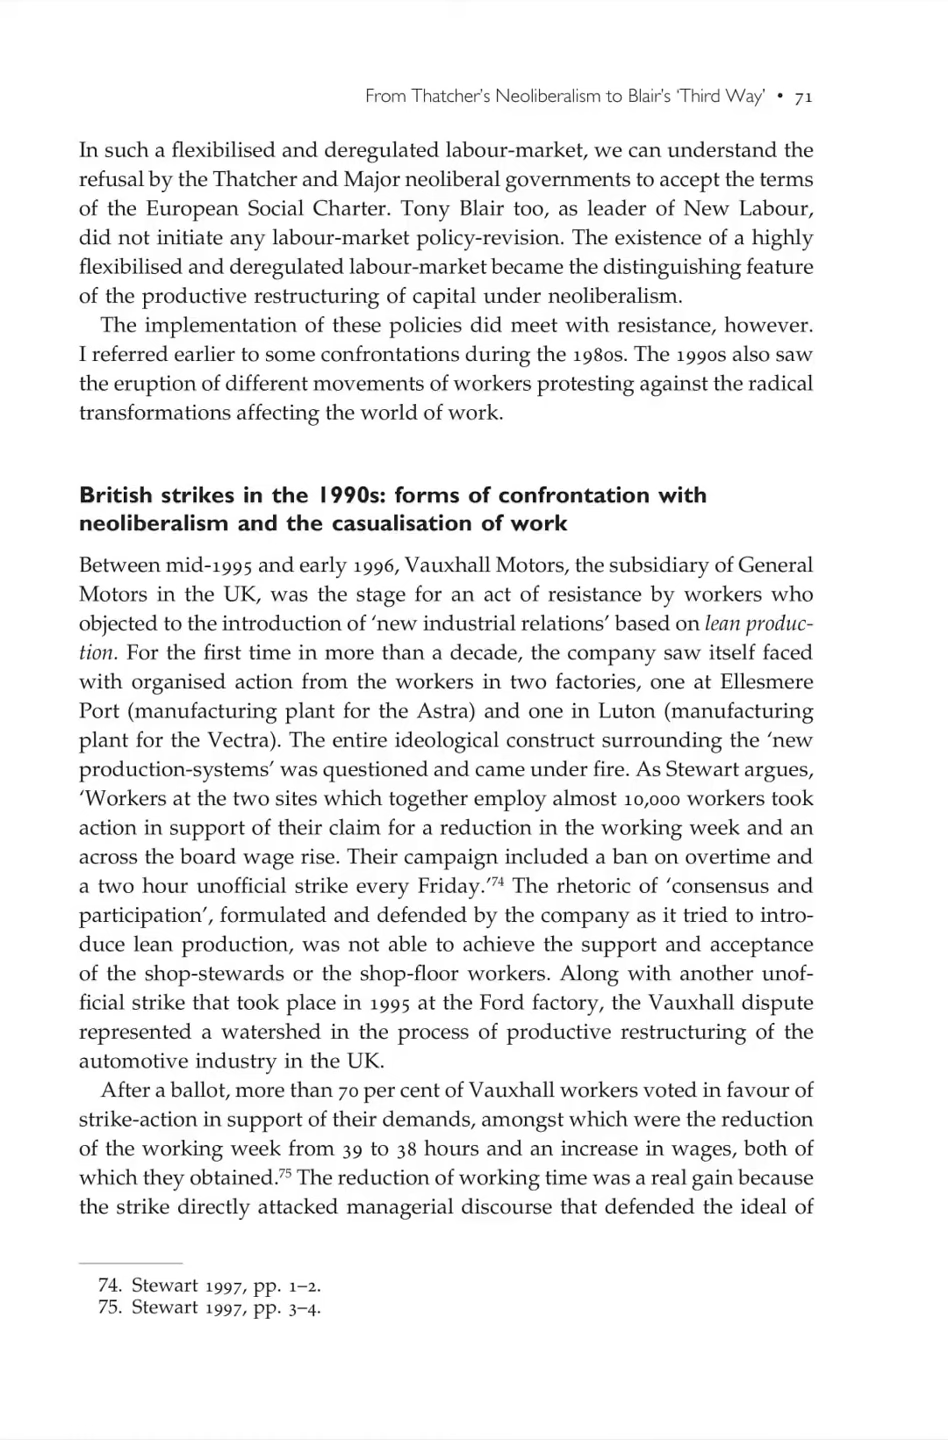 From Thatcher's Neoliberalism to Blair's 'Third Way' • 71
In such a flexibilised and deregulated labour-market, we can understand the
refusal by the Thatcher and Major neoliberal governments to accept the terms
of the European Social Charter. Tony Blair too, as leader of New Labour,
did not initiate any labour-market policy-revision. The existence of a highly
flexibilised and deregulated labour-market became the distinguishing feature
of the productive restructuring of capital under neoliberalism.
The implementation of these policies did meet with resistance, however.
I referred earlier to some confrontations during the 1980s. The 1990s also saw
the eruption of different movements of workers protesting against the radical
transformations affecting the world of work.
British strikes in the 1990s: forms of confrontation with
neoliberalism and the casualisation of work
Between mid-1995 and early 1996, Vauxhall Motors, the subsidiary of General
Motors in the UK, was the stage for an act of resistance by workers who
objected to the introduction of 'new industrial relations' based on lean produc-
tion. For the first time in more than a decade, the company saw itself faced
with organised action from the workers in two factories, one at Ellesmere
Port (manufacturing plant for the Astra) and one in Luton (manufacturing
plant for the Vectra). The entire ideological construct surrounding the 'new
production-systems' was questioned and came under fire. As Stewart argues,
'Workers at the two sites which together employ almost 10,000 workers took
action in support of their claim for a reduction in the working week and an
across the board wage rise. Their campaign included a ban on overtime and
a two hour unofficial strike every Friday.'74 The rhetoric of 'consensus and
participation', formulated and defended by the company as it tried to intro-
duce lean production, was not able to achieve the support and acceptance
of the shop-stewards or the shop-floor workers. Along with another unof-
ficial strike that took place in 1995 at the Ford factory, the Vauxhall dispute
represented a watershed in the process of productive restructuring of the
automotive industry in the UK.
After a ballot, more than 70 per cent of Vauxhall workers voted in favour of
strike-action in support of their demands, amongst which were the reduction
of the working week from 39 to 38 hours and an increase in wages, both of
which they obtained.75 The reduction of working time was a real gain because
the strike directly attacked managerial discourse that defended the ideal of
74. Stewart 1997, pp. 1–2.
75. Stewart 1997, pp. 3–4.